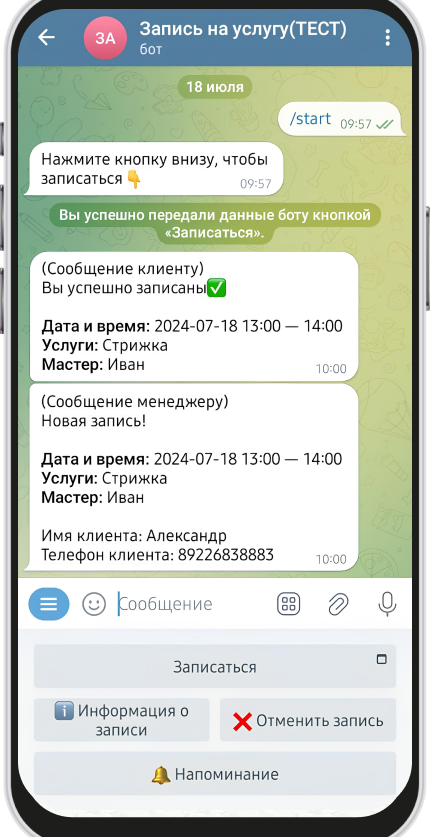 ЗА
Запись на услугу(ТЕСТ)
бот
18 июля
/start 09:57
Нажмите кнопку внизу, чтобы
записаться👇
09:57
Вы успешно передали данные боту кнопкой
«Записаться».
(Сообщение клиенту)
Вы успешно записаны✅
Дата и время: 2024-07-18 13:00 — 14:00
Услуги: Стрижка
Мастер: Иван
10:00
(Сообщение менеджеру)
Новая запись!
Дата и время: 2024-07-18 13:00 — 14:00
Услуги: Стрижка
Мастер: Иван
Имя клиента: Александр
Телефон клиента: 89226838883
10:00
Сообщение
Записаться
ℹ️ Информация о
записи
❌ Отменить запись
🔔 Напоминание